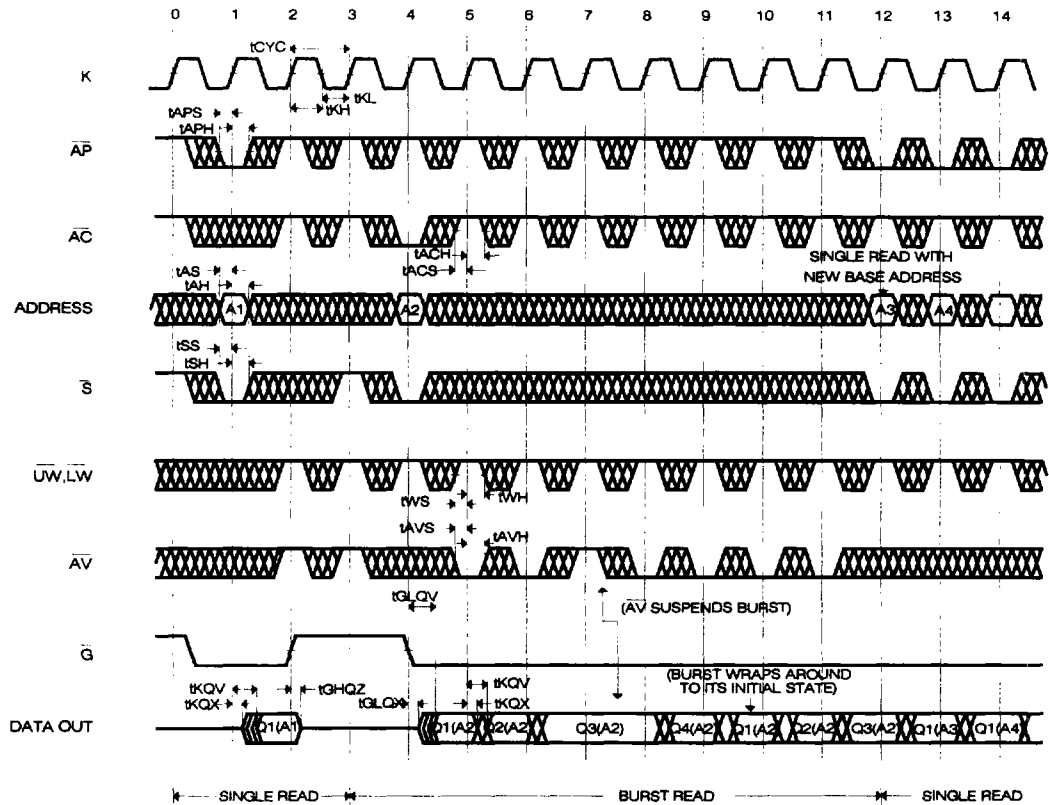 0 1 2 3 4 5 6 7 8 9 10 11 12 13 14
tCYC
K
tKL
tAPS
tKH
tAPH
AP
AC
tACH
SINGLE READ WITH
tAS
tACS
NEW BASE ADDRESS
tAH
ADDRESS
A1
A2
A3
A4
tSS
tSH
S
UW,LW
tWS
tWH
tAVS
tAVH
AV
tGLQV
(AV SUSPENDS BURST)
G
(BURST WRAPS AROUND
TO ITS INITIAL STATE)
tKQV
tGHQZ
tKQV
tKQX
tGLQX
tKQX
DATA OUT
Q1(A1
Q1(A2
Q2(A2
Q3(A2)
Q4(A2
Q1(A2
Q2(A2
Q3(A2
Q1(A3
Q1(A4)
SINGLE READ
BURST READ
SINGLE READ